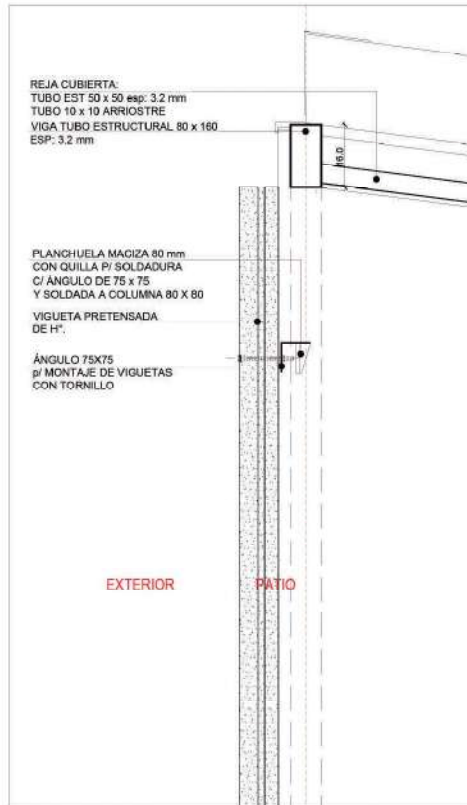 REJA CUBIERTA:
TUBO EST 50 x 50 esp: 3.2 mm
TUBO 10 x 10 ARRIOSTRE
VIGA TUBO ESTRUCTURAL 80 x 160
ESP: 3.2 mm
16.0
PLANCHUELA MACIZA 80 mm
CON QUILLA P/ SOLDADURA
C/ ÁNGULO DE 75 x 75
Y SOLDADA A COLUMNA 80 X 80
VIGUETA PRETENSADA
DE H°.
ÁNGULO 75X75
p/ MONTAJE DE VIGUETAS
CON TORNILLO
EXTERIOR
PATIO